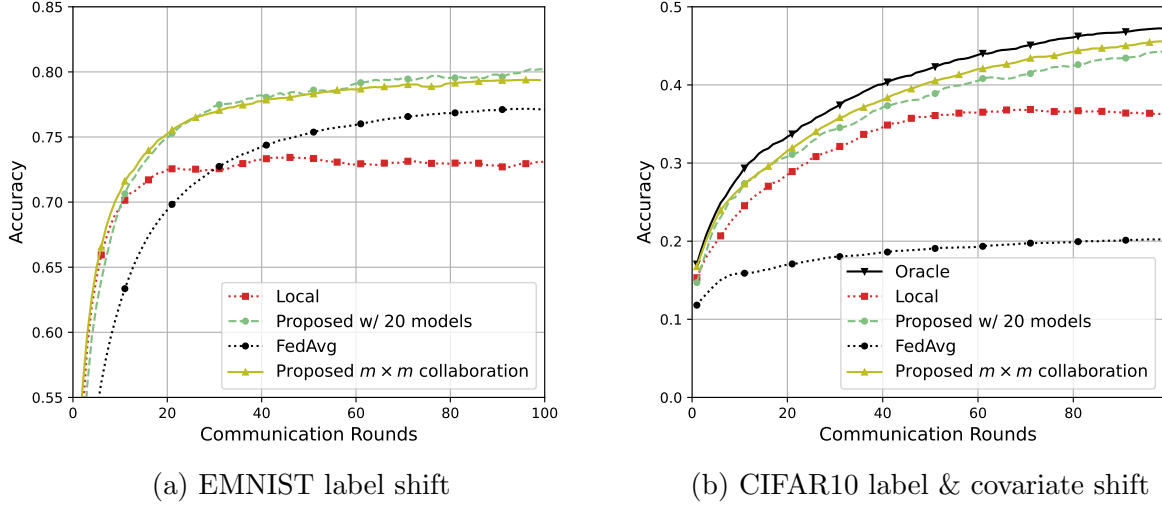 0.85
0.80
0.75
0.70
0.65
0.60
0.55
Accuracy
0 20 40 60 80 100
Communication Rounds
Local
Proposed w/ 20 models
FedAvg
Proposed m × m collaboration
(a) EMNIST label shift
0.5
0.4
0.3
0.2
0.1
0.0
Accuracy
0 20 40 60 80
Communication Rounds
Oracle
Local
Proposed w/ 20 models
FedAvg
Proposed m × m collaboration
(b) CIFAR10 label & covariate shift